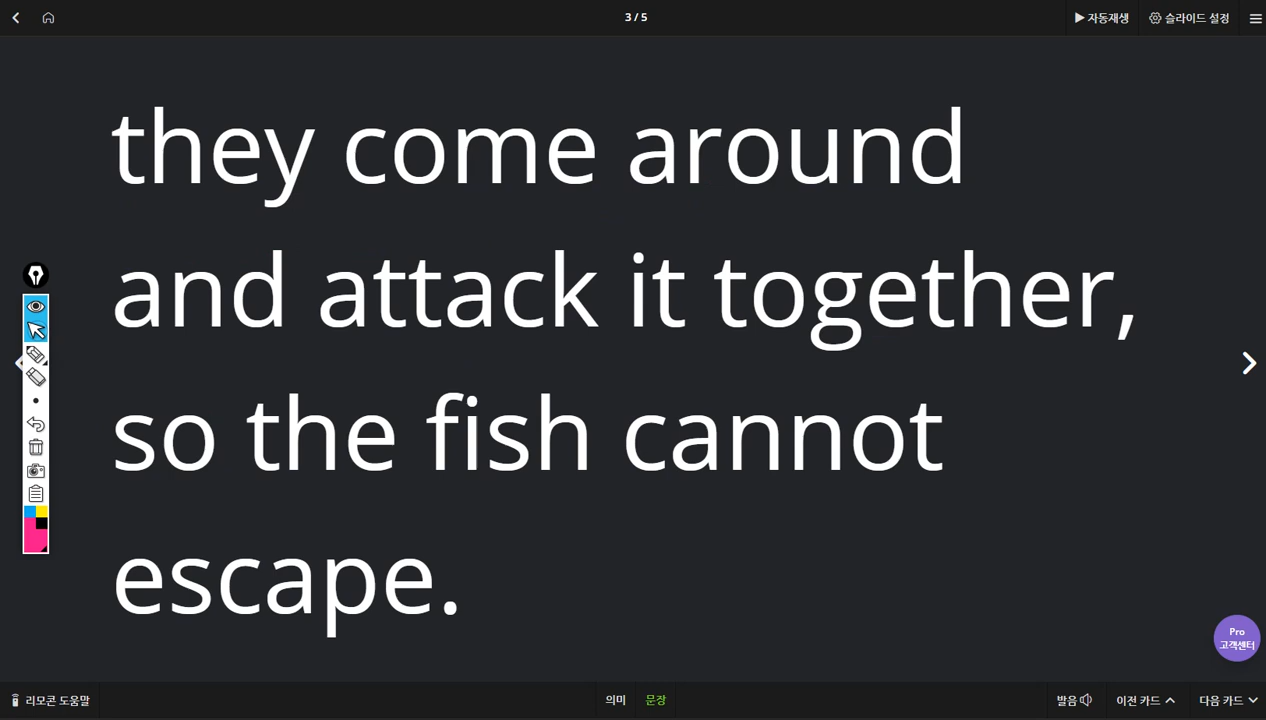 3 / 5
자동재생
슬라이드 설정
they come around
and attack it together,
so the fish cannot
escape.
Pro
고객센터
리모콘 도움말
의미
문장
발음
이전 카드
다음 카드